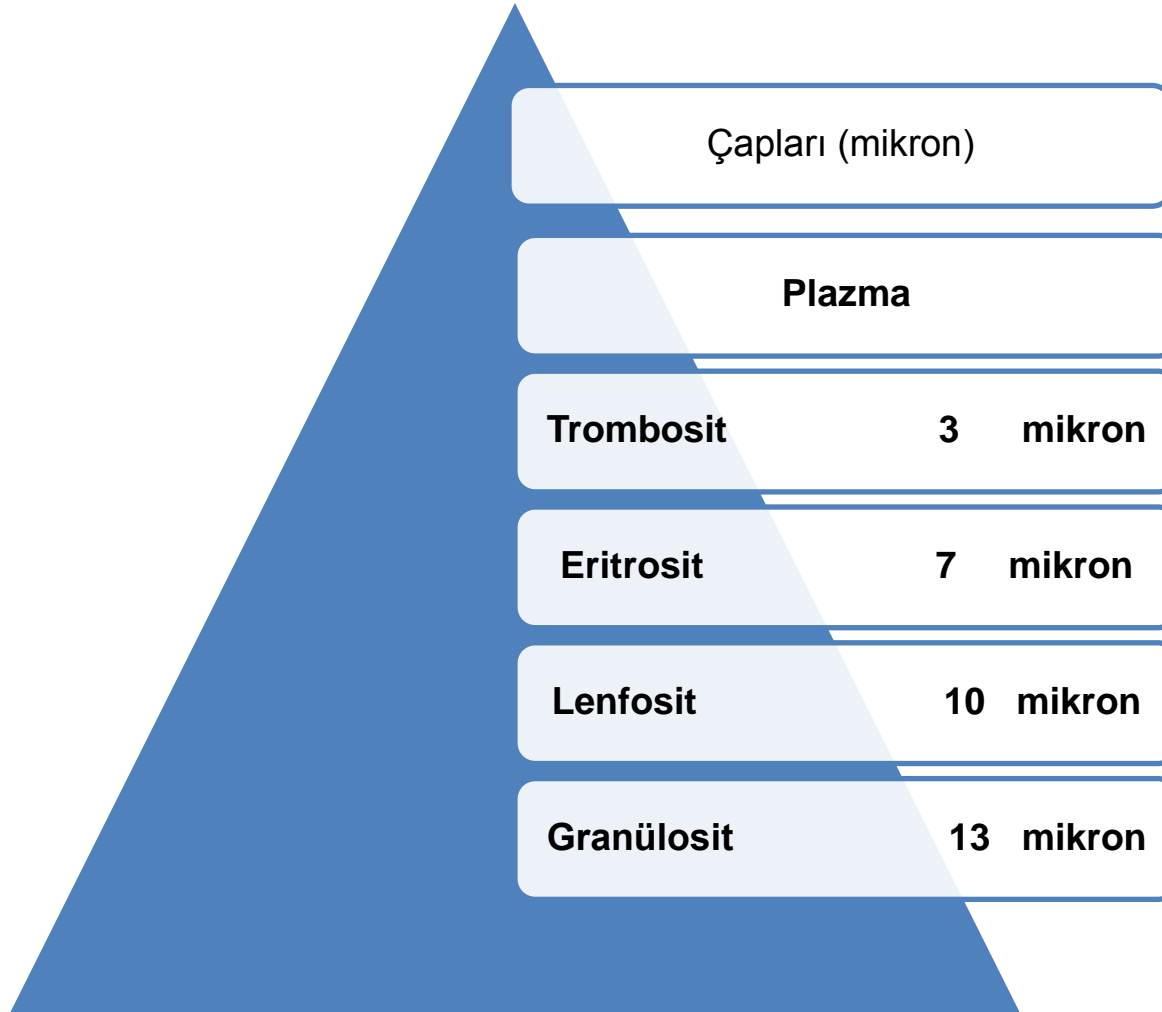 Çapları (mikron)
Plazma
Trombosit 3 mikron
Eritrosit 7 mikron
Lenfosit 10 mikron
Granülosit 13 mikron